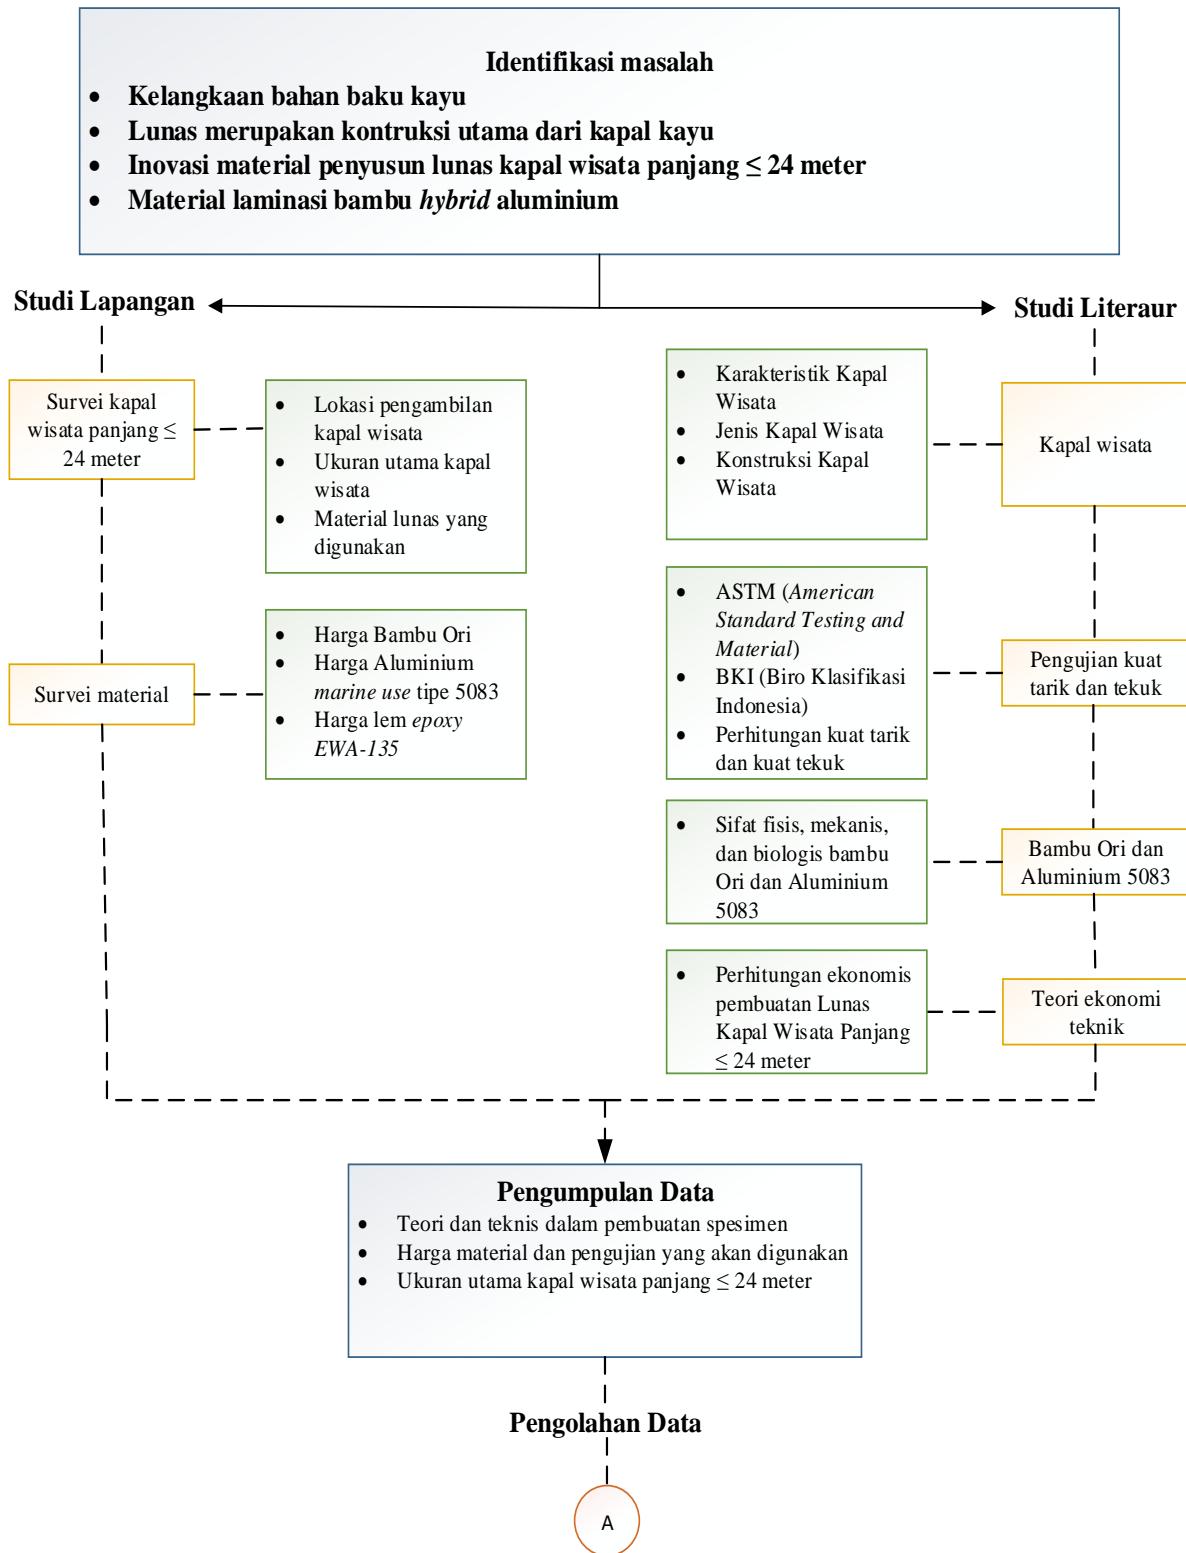 Identifikasi masalah
• Kelangkaan bahan baku kayu
• Lunas merupakan kontruksi utama dari kapal kayu
• Inovasi material penyusun lunas kapal wisata panjang ≤ 24 meter
• Material laminasi bambu hybrid aluminium
Studi Lapangan
Survei kapal
wisata panjang ≤
24 meter
• Lokasi pengambilan
kapal wisata
• Ukuran utama kapal
wisata
• Material lunas yang
digunakan
Survei material
• Harga Bambu Ori
• Harga Aluminium
marine use tipe 5083
• Harga lem epoxy
EWA-135
Studi Literaur
• Karakteristik Kapal
Wisata
• Jenis Kapal Wisata
• Konstruksi Kapal
Wisata
Kapal wisata
• ASTM (American
Standard Testing and
Material)
• BKI (Biro Klasifikasi
Indonesia)
• Perhitungan kuat tarik
dan kuat tekuk
Pengujian kuat
tarik dan tekuk
• Sifat fisis, mekanis,
dan biologis bambu
Ori dan Aluminium
5083
Bambu Ori dan
Aluminium 5083
• Perhitungan ekonomis
pembuatan Lunas
Kapal Wisata Panjang
≤ 24 meter
Teori ekonomi
teknik
Pengumpulan Data
• Teori dan teknis dalam pembuatan spesimen
• Harga material dan pengujian yang akan digunakan
• Ukuran utama kapal wisata panjang ≤ 24 meter
Pengolahan Data
A